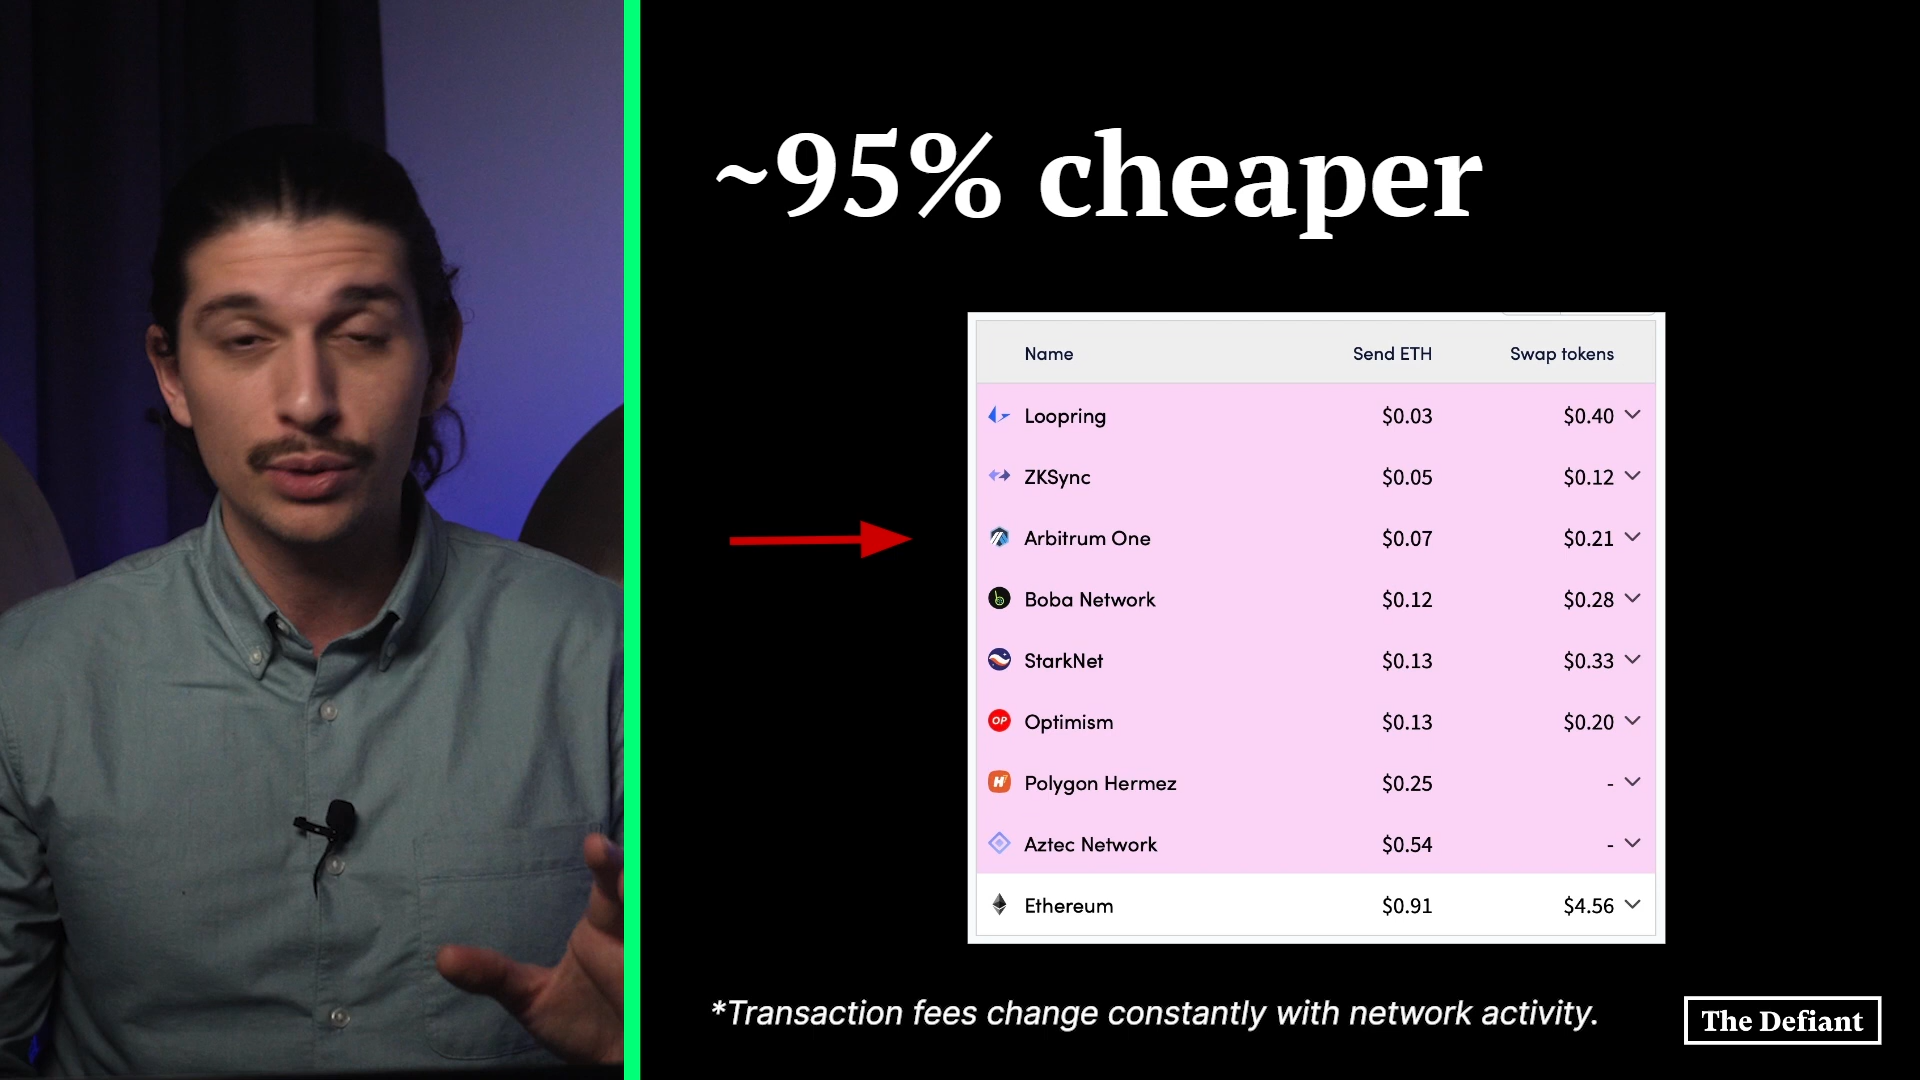 ~95% cheaper
Name Send ETH Swap tokens
Loopring $0.03 $0.40
ZKSync $0.05 $0.12
Arbitrum One $0.07 $0.21
Boba Network $0.12 $0.28
StarkNet $0.13 $0.33
OP Optimism $0.13 $0.20
H Polygon Hermez $0.25 -
Aztec Network $0.54 -
Ethereum $0.91 $4.56
*Transaction fees change constantly with network activity.
The Defiant